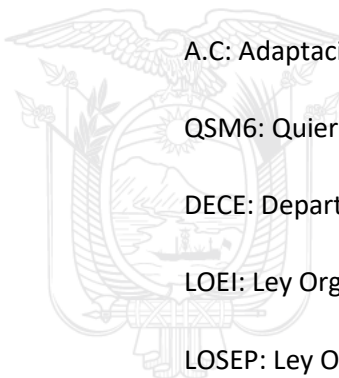 A.C: Adaptaci
QSM6: Quier
DECE: Depart
LOEI: Ley Org
LOSEP: Ley O